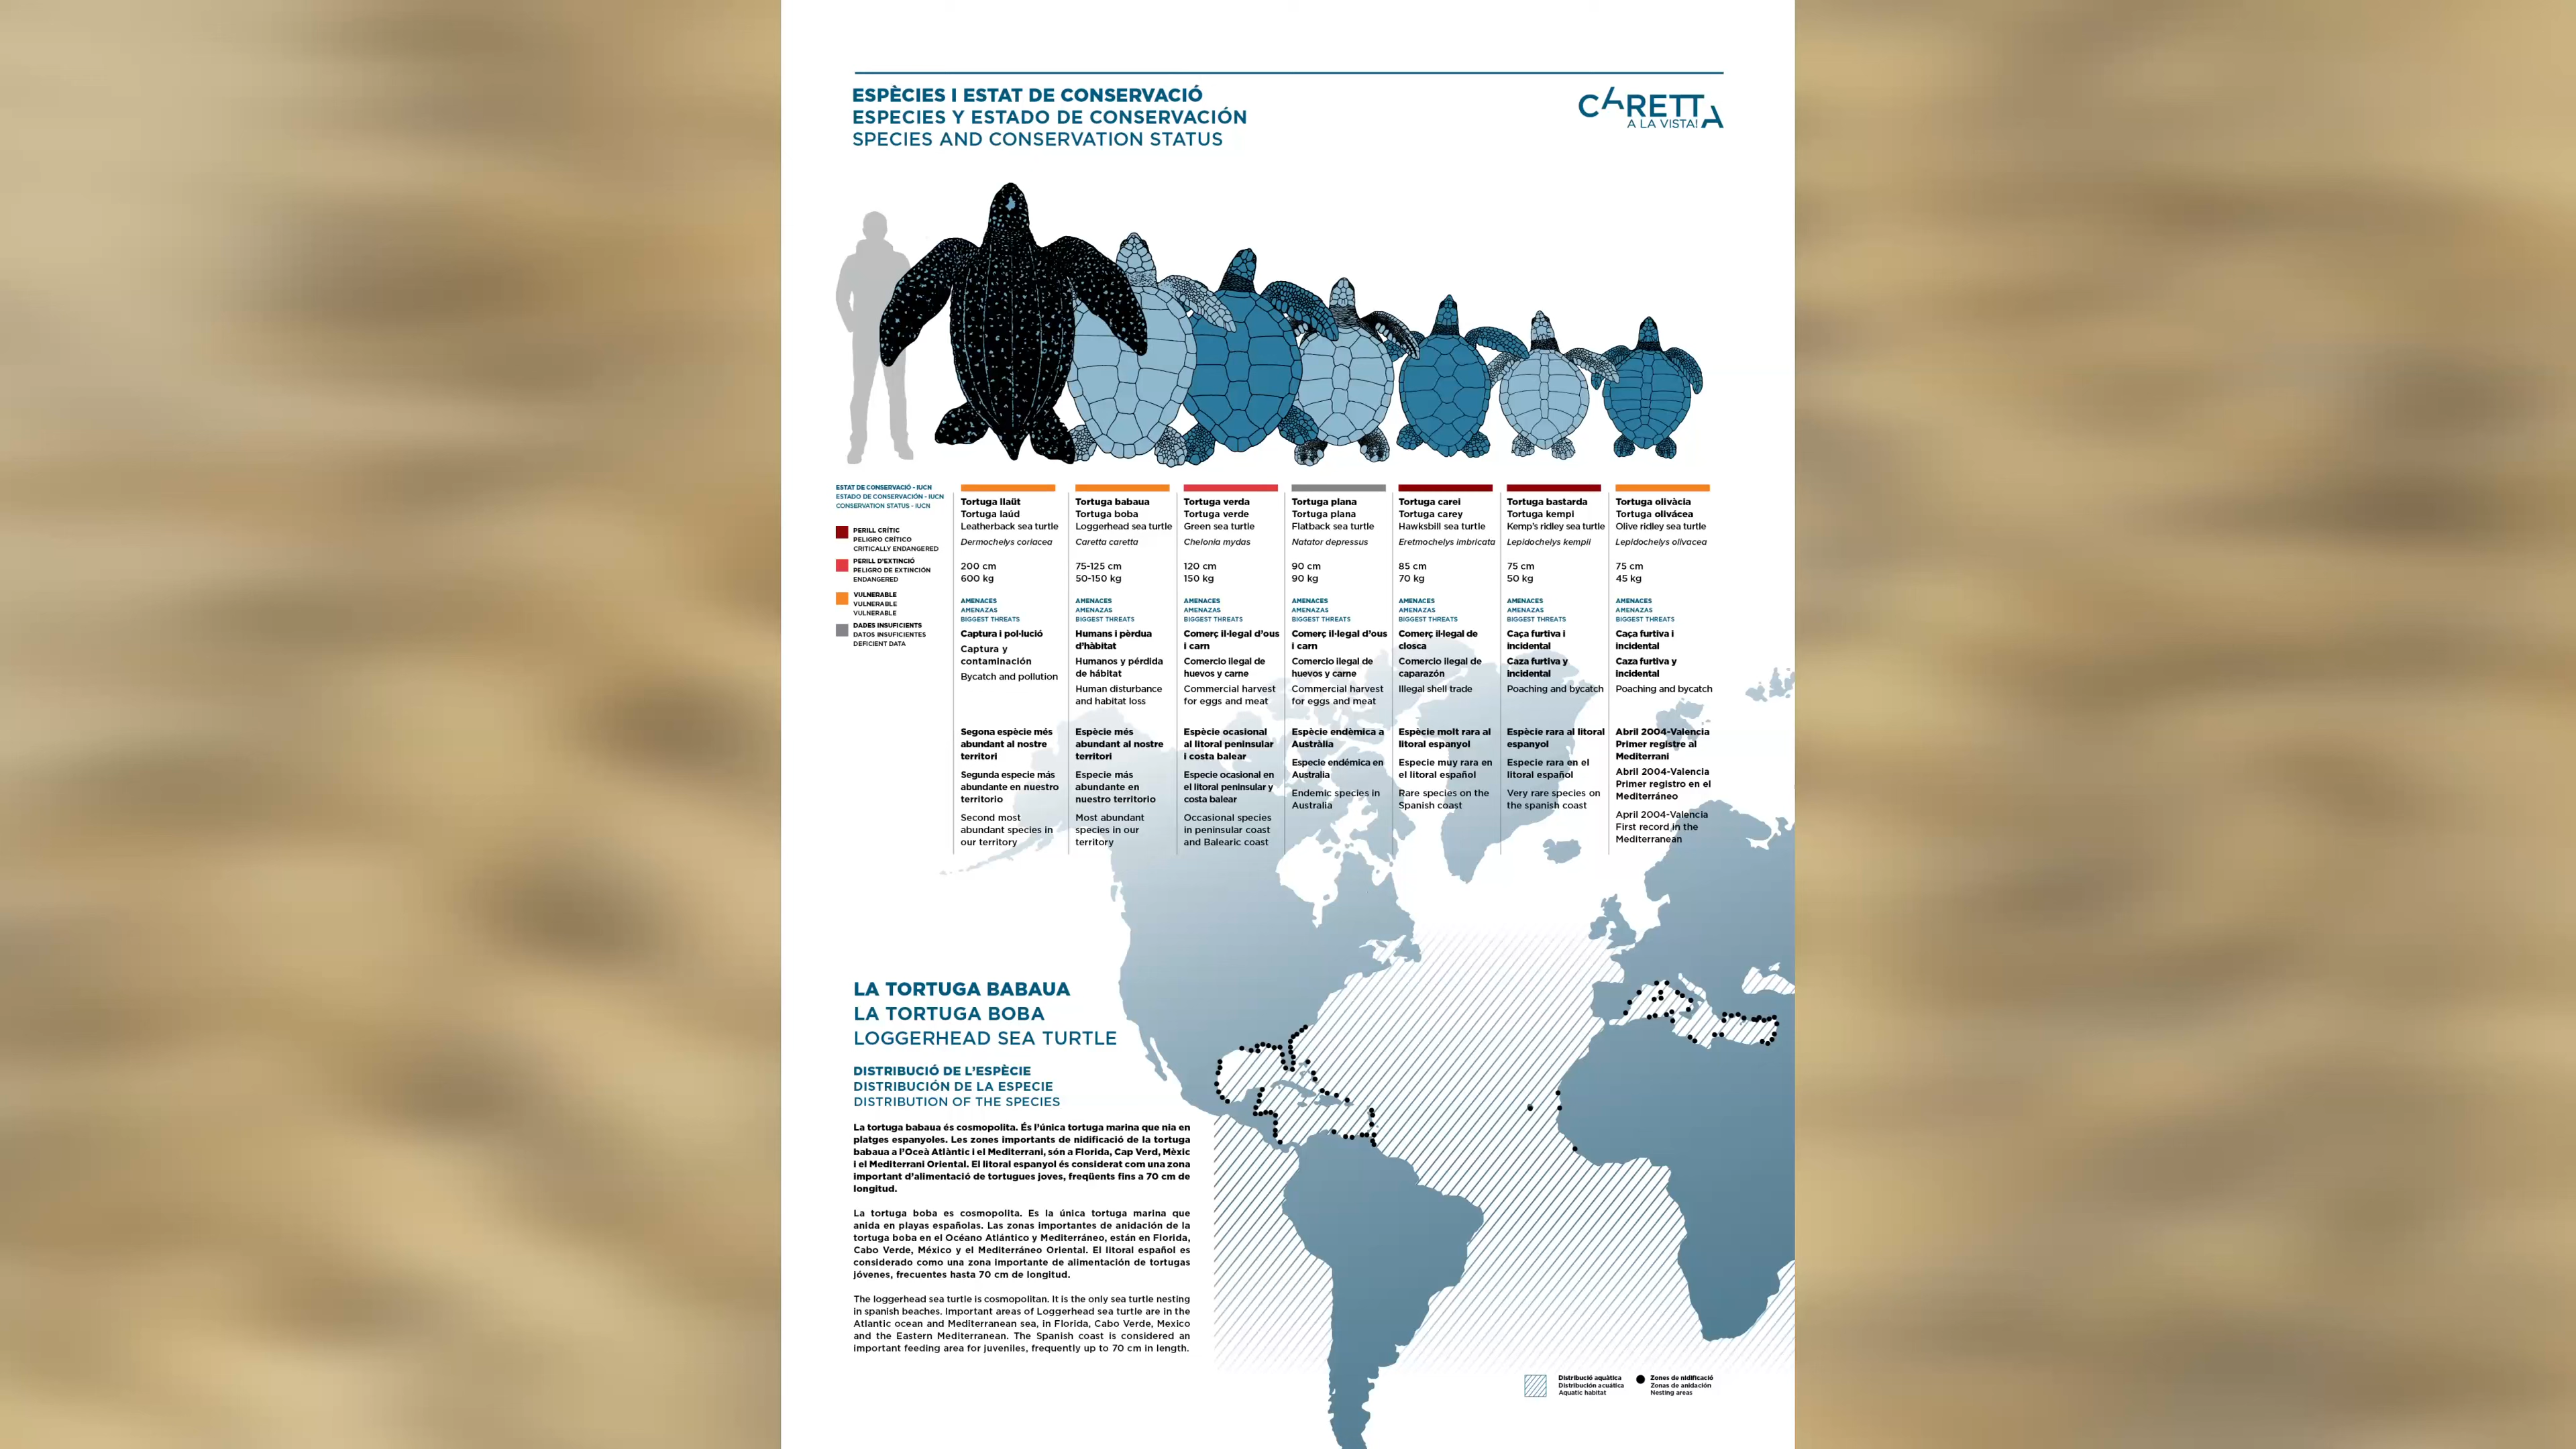 ESPÈCIES I ESTAT DE CONSERVACIÓ
ESPECIES Y ESTADO DE CONSERVACIÓN
SPECIES AND CONSERVATION STATUS
CARETTA
A LA VISTA!
ESTAT DE CONSERVACIÓ - IUCN
ESTADO DE CONSERVACIÓN - IUCN
CONSERVATION STATUS - IUCN
PERILL CRÍTIC
PELIGRO CRÍTICO
CRITICALLY ENDANGERED
PERILL D'EXTINCIÓ
PELIGRO DE EXTINCIÓN
ENDANGERED
VULNERABLE
VULNERABLE
VULNERABLE
DADES INSUFICIENTS
DATOS INSUFICIENTES
DEFICIENT DATA
Tortuga llaüt
Tortuga laúd
Leatherback sea turtle
Dermochelys coriacea
200 cm
600 kg
AMENACES
AMENAZAS
BIGGEST THREATS
Captura i pol·lució
Captura y
contaminación
Bycatch and pollution
Segona espècie més
abundant al nostre
territori
Segunda especie más
abundante en nuestro
territorio
Second most
abundant species in
our territory
Tortuga babaua
Tortuga boba
Loggerhead sea turtle
Caretta caretta
75-125 cm
50-150 kg
AMENACES
AMENAZAS
BIGGEST THREATS
Humans i pèrdua
d'hàbitat
Humanos y pérdida
de hábitat
Human disturbance
and habitat loss
Espècie més
abundant al nostre
territori
Especie más
abundante en
nuestro territorio
Most abundant
species in our
territory
Tortuga verda
Tortuga verde
Green sea turtle
Chelonia mydas
120 cm
150 kg
AMENACES
AMENAZAS
BIGGEST THREATS
Comerç il·legal d'ous
i carn
Comercio ilegal de
huevos y carne
Commercial harvest
for eggs and meat
Espècie ocasional
al litoral peninsular
i costa balear
Especie ocasional en
el litoral peninsular y
costa balear
Occasional species
in peninsular coast
and Balearic coast
Tortuga plana
Tortuga plana
Flatback sea turtle
Natator depressus
90 cm
90 kg
AMENACES
AMENAZAS
BIGGEST THREATS
Comerç il·legal d'ous
i carn
Comercio ilegal de
huevos y carne
Commercial harvest
for eggs and meat
Espècie endèmica a
Austràlia
Especie endémica en
Australia
Endemic species in
Australia
Tortuga carei
Tortuga carey
Hawksbill sea turtle
Eretmochelys imbricata
85 cm
70 kg
AMENACES
AMENAZAS
BIGGEST THREATS
Comerç il·legal de
closca
Comercio ilegal de
caparazón
Illegal shell trade
Espècie molt rara al
litoral espanyol
Especie muy rara en
el litoral español
Rare species on the
Spanish coast
Tortuga bastarda
Tortuga kempi
Kemp's ridley sea turtle
Lepidochelys kempii
75 cm
50 kg
AMENACES
AMENAZAS
BIGGEST THREATS
Caça furtiva i
incidental
Caza furtiva y
incidental
Poaching and bycatch
Espècie rara al litoral
espanyol
Especie rara en el
litoral español
Very rare species on
the spanish coast
Tortuga olivàcia
Tortuga olivácea
Olive ridley sea turtle
Lepidochelys olivacea
75 cm
45 kg
AMENACES
AMENAZAS
BIGGEST THREATS
Caça furtiva i
incidental
Caza furtiva y
incidental
Poaching and bycatch
Abril 2004-Valencia
Primer registre al
Mediterrani
Abril 2004-Valencia
Primer registro en el
Mediterráneo
April 2004-Valencia
First record in the
Mediterranean
LA TORTUGA BABAUA
LA TORTUGA BOBA
LOGGERHEAD SEA TURTLE
DISTRIBUCIÓ DE L'ESPÈCIE
DISTRIBUCIÓN DE LA ESPECIE
DISTRIBUTION OF THE SPECIES
La tortuga babaua és cosmopolita. És l'única tortuga marina que nia en
platges espanyoles. Les zones importants de nidificació de la tortuga
babaua a l'Oceà Atlàntic i el Mediterrani, són a Florida, Cap Verd, Mèxic
i el Mediterrani Oriental. El litoral espanyol és considerat com una zona
important d'alimentació de tortugues joves, freqüents fins a 70 cm de
longitud.
La tortuga boba es cosmopolita. Es la única tortuga marina que
anida en playas españolas. Las zonas importantes de anidación de la
tortuga boba en el Océano Atlántico y Mediterráneo, están en Florida,
Cabo Verde, México y el Mediterráneo Oriental. El litoral español es
considerado como una zona importante de alimentación de tortugas
jóvenes, frecuentes hasta 70 cm de longitud.
The loggerhead sea turtle is cosmopolitan. It is the only sea turtle nesting
in spanish beaches. Important areas of Loggerhead sea turtle are in the
Atlantic ocean and Mediterranean sea, in Florida, Cabo Verde, Mexico
and the Eastern Mediterranean. The Spanish coast is considered an
important feeding area for juveniles, frequently up to 70 cm in length.
Distribució aquàtica
Distribución acuática
Aquatic habitat
Zones de nidificació
Zonas de anidación
Nesting areas